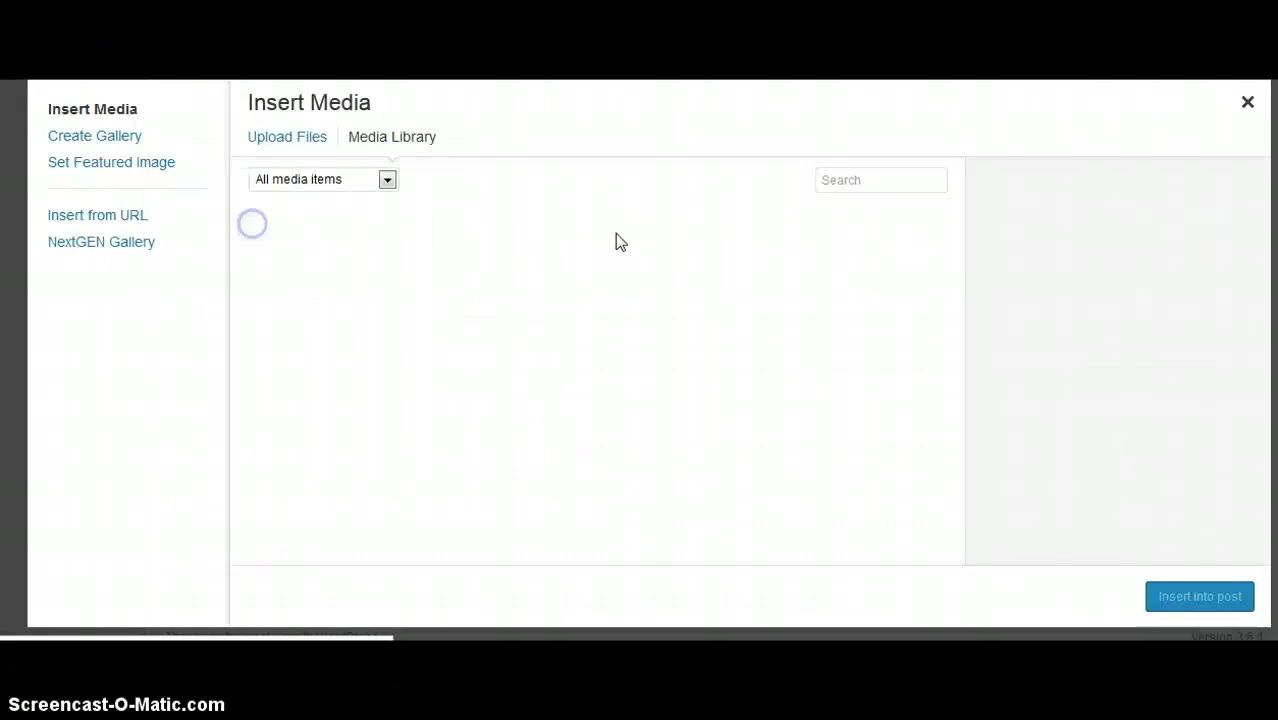 Insert Media
Create Gallery
Set Featured Image
Insert from URL
NextGEN Gallery
Insert Media
Upload Files
Media Library
All media items
Search
Insert into post
Screencast-O-Matic.com